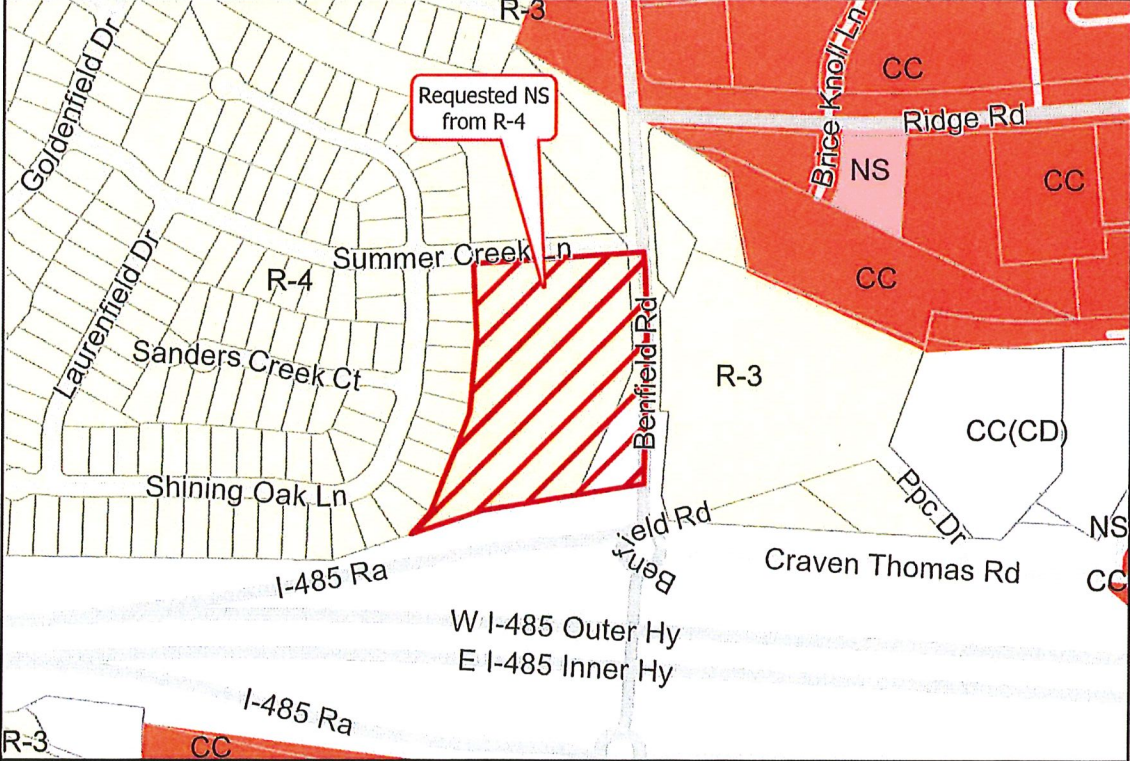 R-3
Goldenfield Dr
Brice Knoll Ln
CC
Requested NS
from R-4
Ridge Rd
NS
CC
Laurenfield Dr
Summer Creek Ln
R-4
CC
Benfield Rd
Sanders Creek Ct
R-3
CC(CD)
Shining Oak Ln
Ppc Dr
NS
eld Rd
Benf
Craven Thomas Rd
CC
I-485 Ra
W I-485 Outer Hy
E I-485 Inner Hy
I-485 Ra
R-3
CC